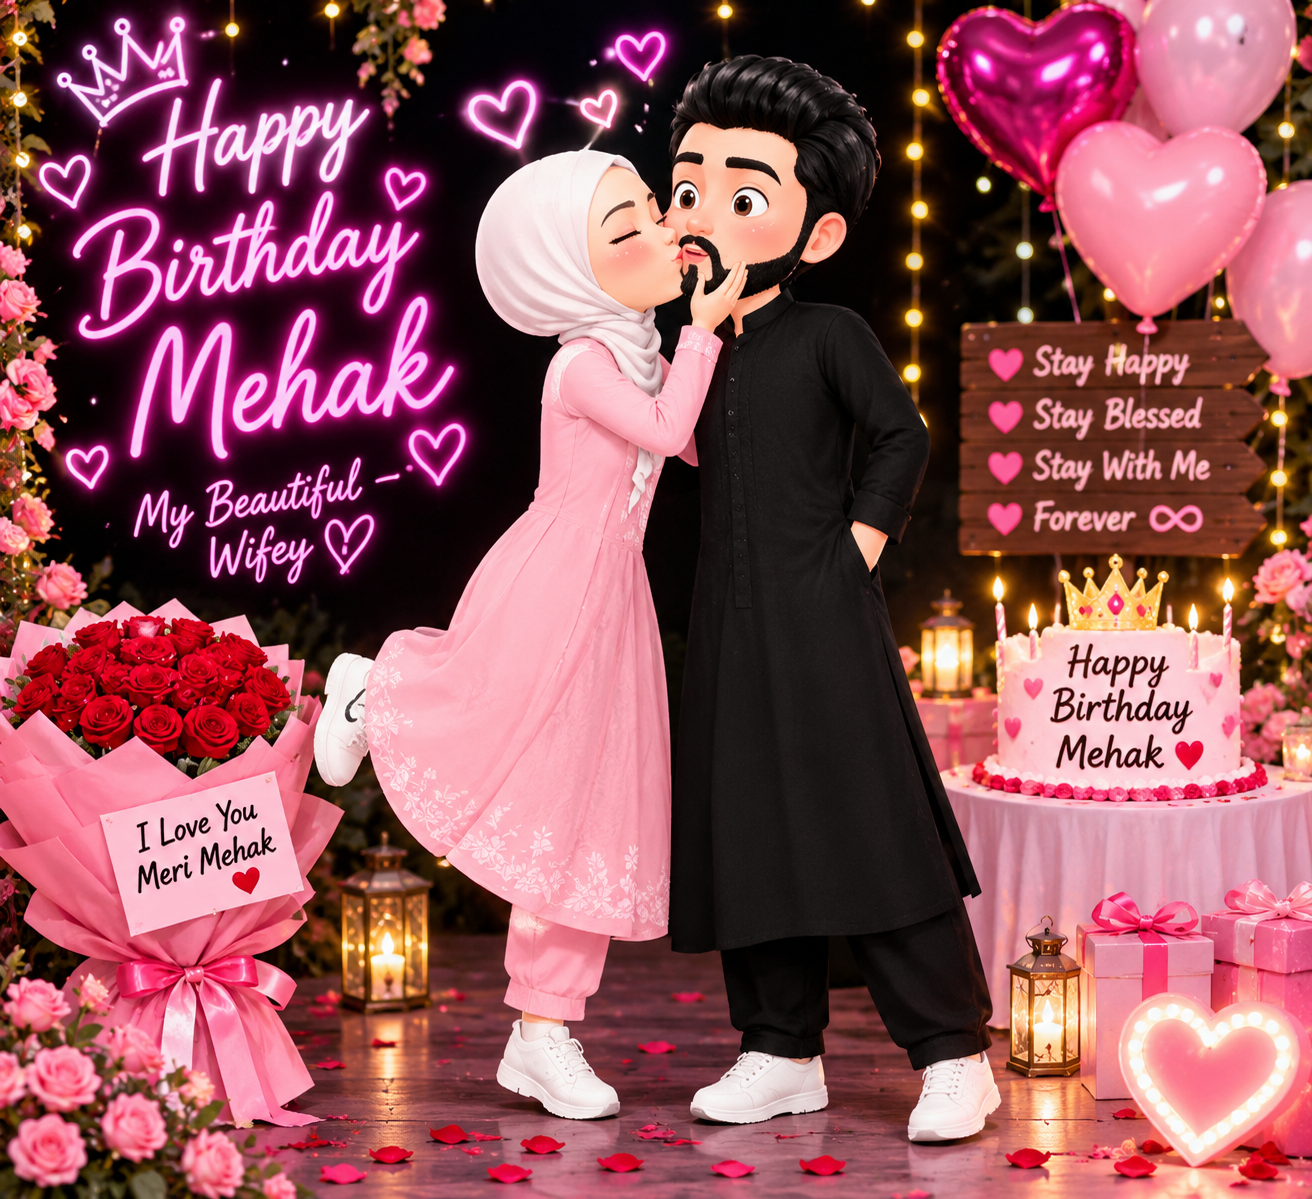 Happy
Birthday
Mehak
My Beautiful –
Wifey
Stay Happy
Stay Blessed
Stay With Me
Forever ∞
Happy
Birthday
Mehak
I Love You
Meri Mehak